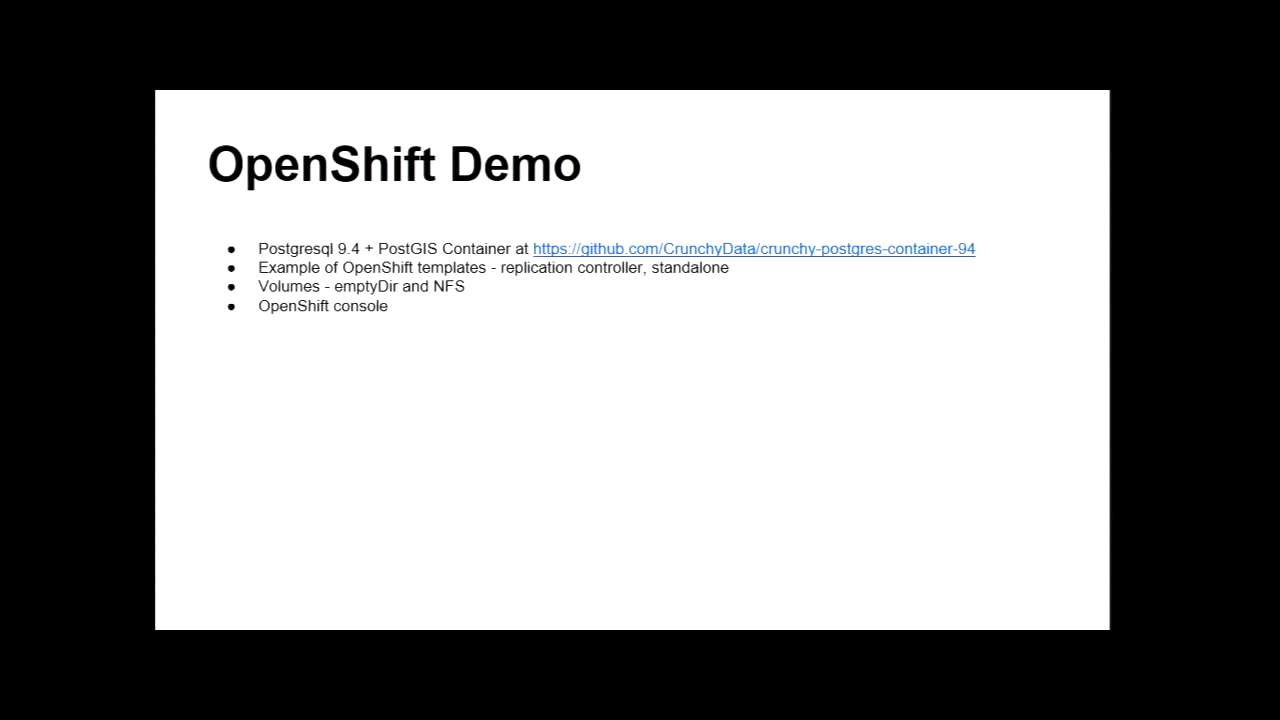 OpenShift Demo
● Postgresql 9.4 + PostGIS Container at https://github.com/CrunchyData/crunchy-postgres-container-94
● Example of OpenShift templates - replication controller, standalone
● Volumes - emptyDir and NFS
● OpenShift console